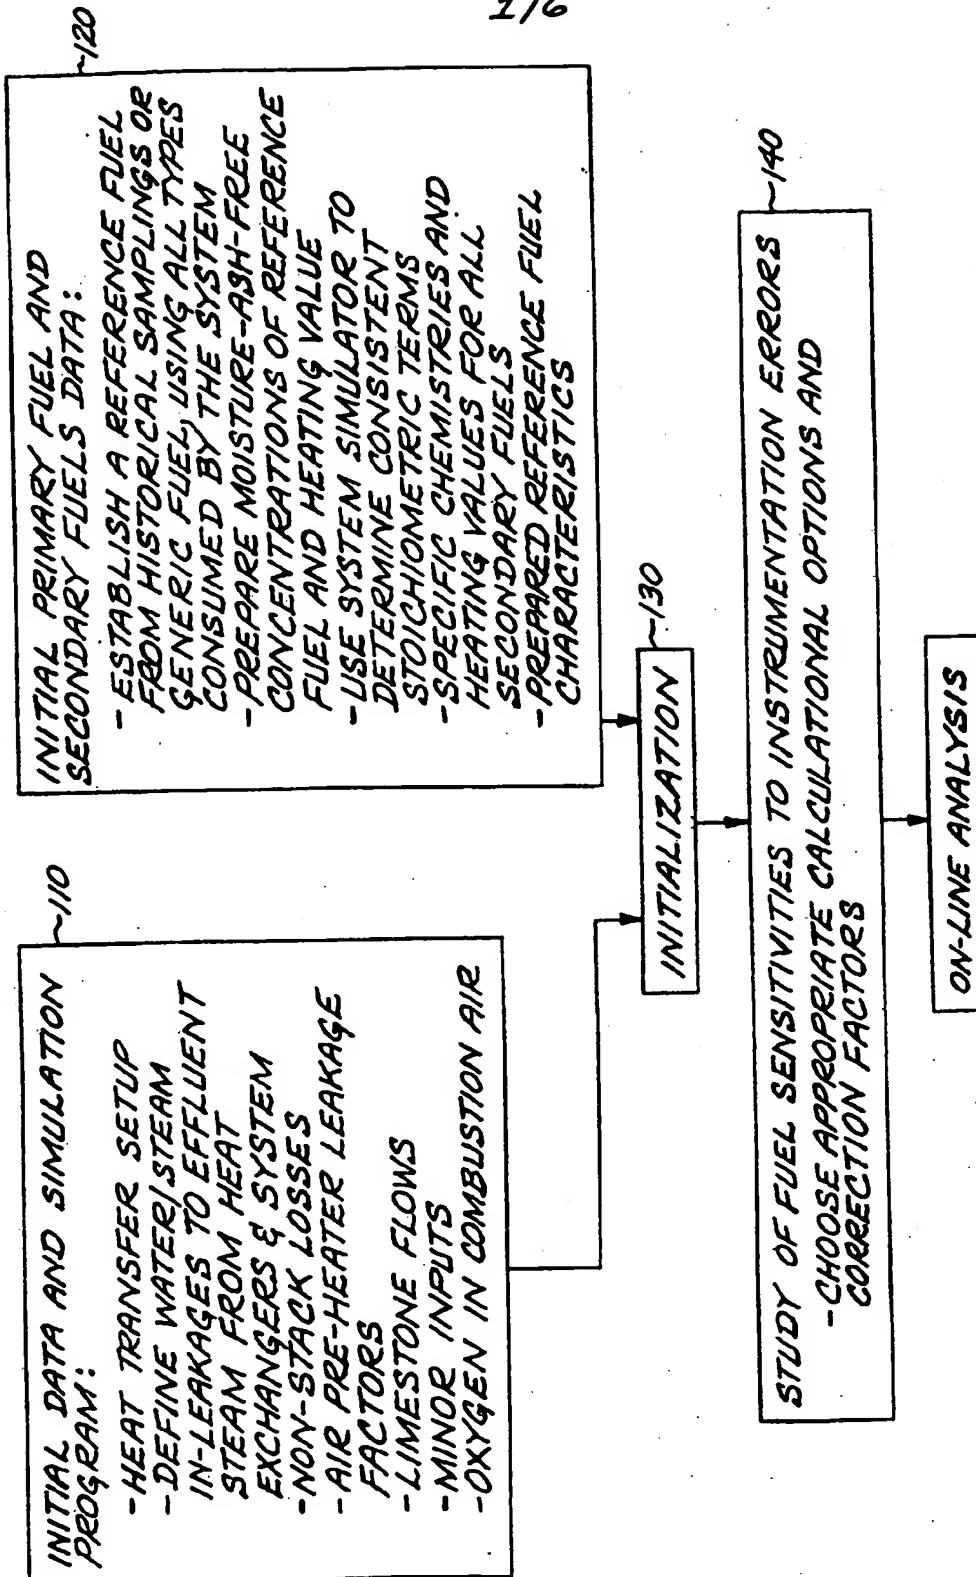 1/6
INITIAL DATA AND SIMULATION
PROGRAM:
-HEAT TRANSFER SETUP
-DEFINE WATER/STEAM
IN-LEAKAGES TO EFFLUENT
STEAM FROM HEAT
EXCHANGERS & SYSTEM
-NON-STACK LOSSES
-AIR PRE-HEATER LEAKAGE
FACTORS
-LIMESTONE FLOWS
-MINOR INPUTS
-OXYGEN IN COMBUSTION AIR
~110
INITIAL PRIMARY FUEL AND
SECONDARY FUELS DATA:
-ESTABLISH A REFERENCE FUEL
FROM HISTORICAL SAMPLINGS OR
GENERIC FUEL, USING ALL TYPES
CONSUMED BY THE SYSTEM
-PREPARE MOISTURE-ASH-FREE
CONCENTRATIONS OF REFERENCE
FUEL AND HEATING VALUE
-USE SYSTEM SIMULATOR TO
DETERMINE CONSISTENT
STOICHIOMETRIC TERMS
-SPECIFIC CHEMISTRIES AND
HEATING VALUES FOR ALL
SECONDARY FUELS
-PREPARED REFERENCE FUEL
CHARACTERISTICS
~120
INITIALIZATION
~130
STUDY OF FUEL SENSITIVITIES TO INSTRUMENTATION ERRORS
-CHOOSE APPROPRIATE CALCULATIONAL OPTIONS AND
CORRECTION FACTORS
~140
ON-LINE ANALYSIS